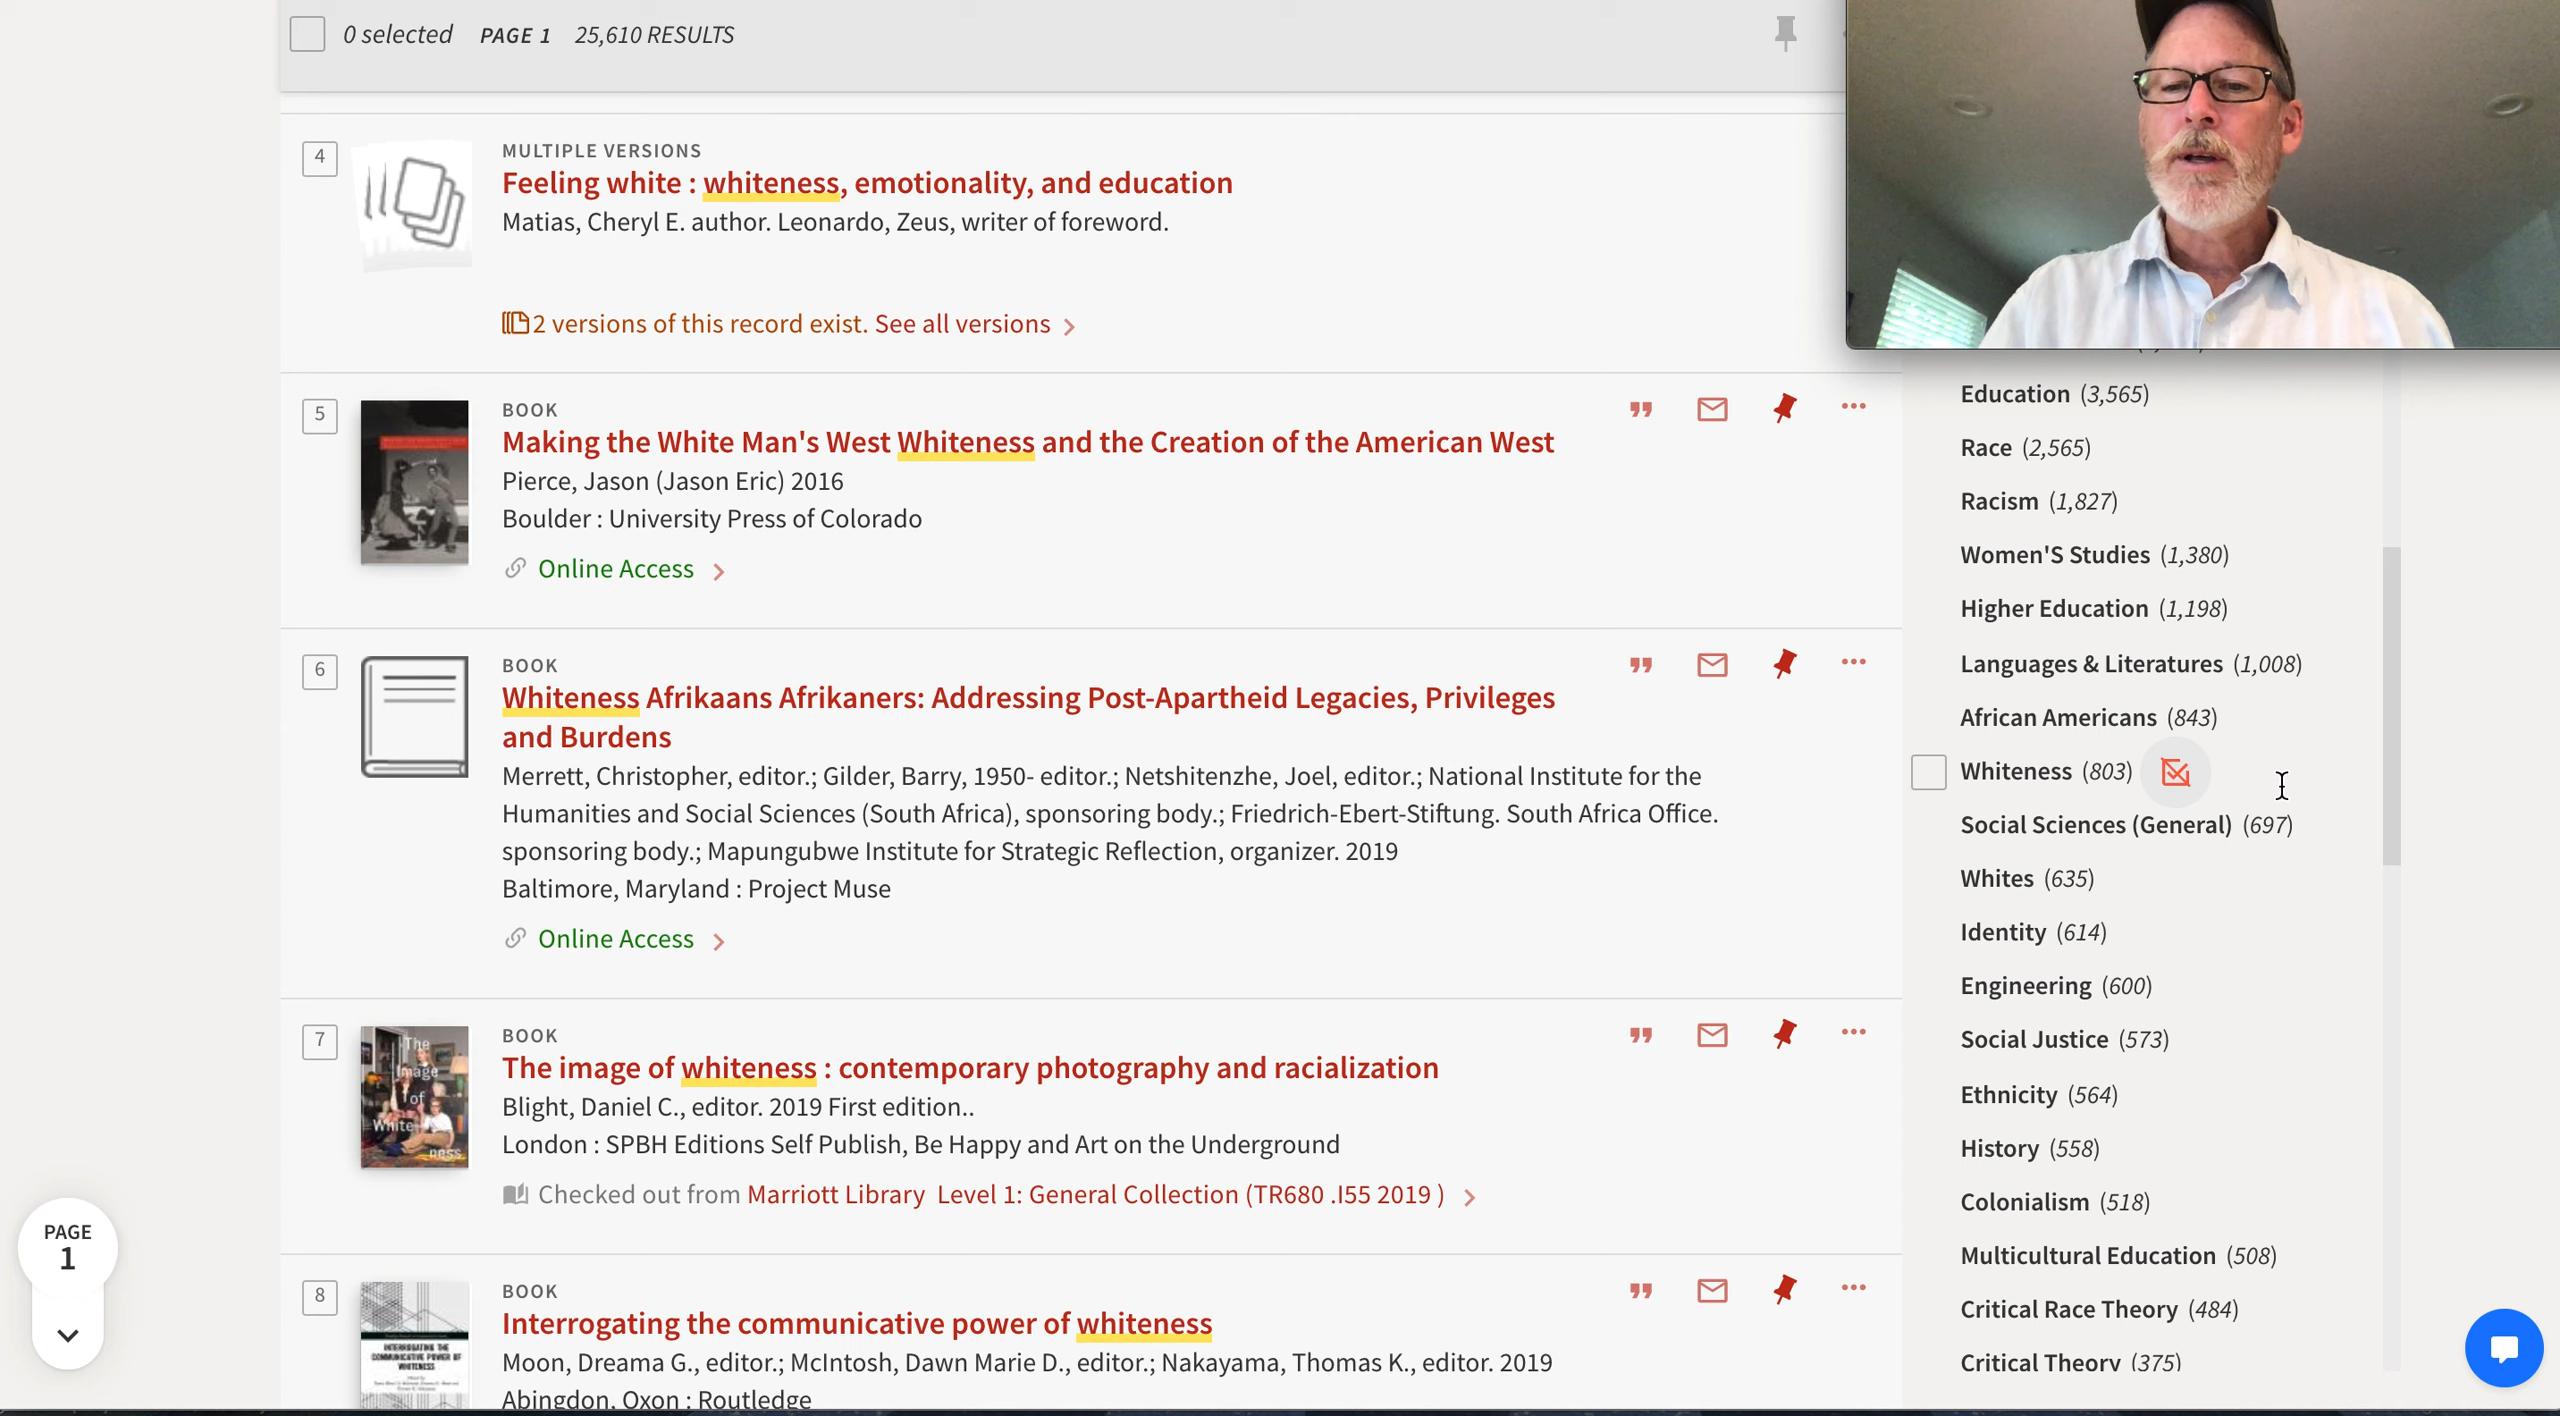 0 selected PAGE 1 25,610 RESULTS
4
MULTIPLE VERSIONS
Feeling white : whiteness, emotionality, and education
Matias, Cheryl E. author. Leonardo, Zeus, writer of foreword.
2 versions of this record exist. See all versions
5
BOOK
Making the White Man's West Whiteness and the Creation of the American West
Pierce, Jason (Jason Eric) 2016
Boulder : University Press of Colorado
Online Access
6
BOOK
Whiteness Afrikaans Afrikaners: Addressing Post-Apartheid Legacies, Privileges
and Burdens
Merrett, Christopher, editor.; Gilder, Barry, 1950- editor.; Netshitenzhe, Joel, editor.; National Institute for the
Humanities and Social Sciences (South Africa), sponsoring body.; Friedrich-Ebert-Stiftung. South Africa Office.
sponsoring body.; Mapungubwe Institute for Strategic Reflection, organizer. 2019
Baltimore, Maryland : Project Muse
Online Access
7
The
Image
of
White
ness
BOOK
The image of whiteness : contemporary photography and racialization
Blight, Daniel C., editor. 2019 First edition..
London : SPBH Editions Self Publish, Be Happy and Art on the Underground
Checked out from Marriott Library Level 1: General Collection (TR680 .I55 2019 )
8
INTERROGATING THE
COMMUNICATIVE POWER OF
WHITENESS
BOOK
Interrogating the communicative power of whiteness
Moon, Dreama G., editor.; McIntosh, Dawn Marie D., editor.; Nakayama, Thomas K., editor. 2019
Abingdon, Oxon : Routledge
PAGE
1
Education (3,565)
Race (2,565)
Racism (1,827)
Women'S Studies (1,380)
Higher Education (1,198)
Languages & Literatures (1,008)
African Americans (843)
Whiteness (803)
Social Sciences (General) (697)
Whites (635)
Identity (614)
Engineering (600)
Social Justice (573)
Ethnicity (564)
History (558)
Colonialism (518)
Multicultural Education (508)
Critical Race Theory (484)
Critical Theory (375)